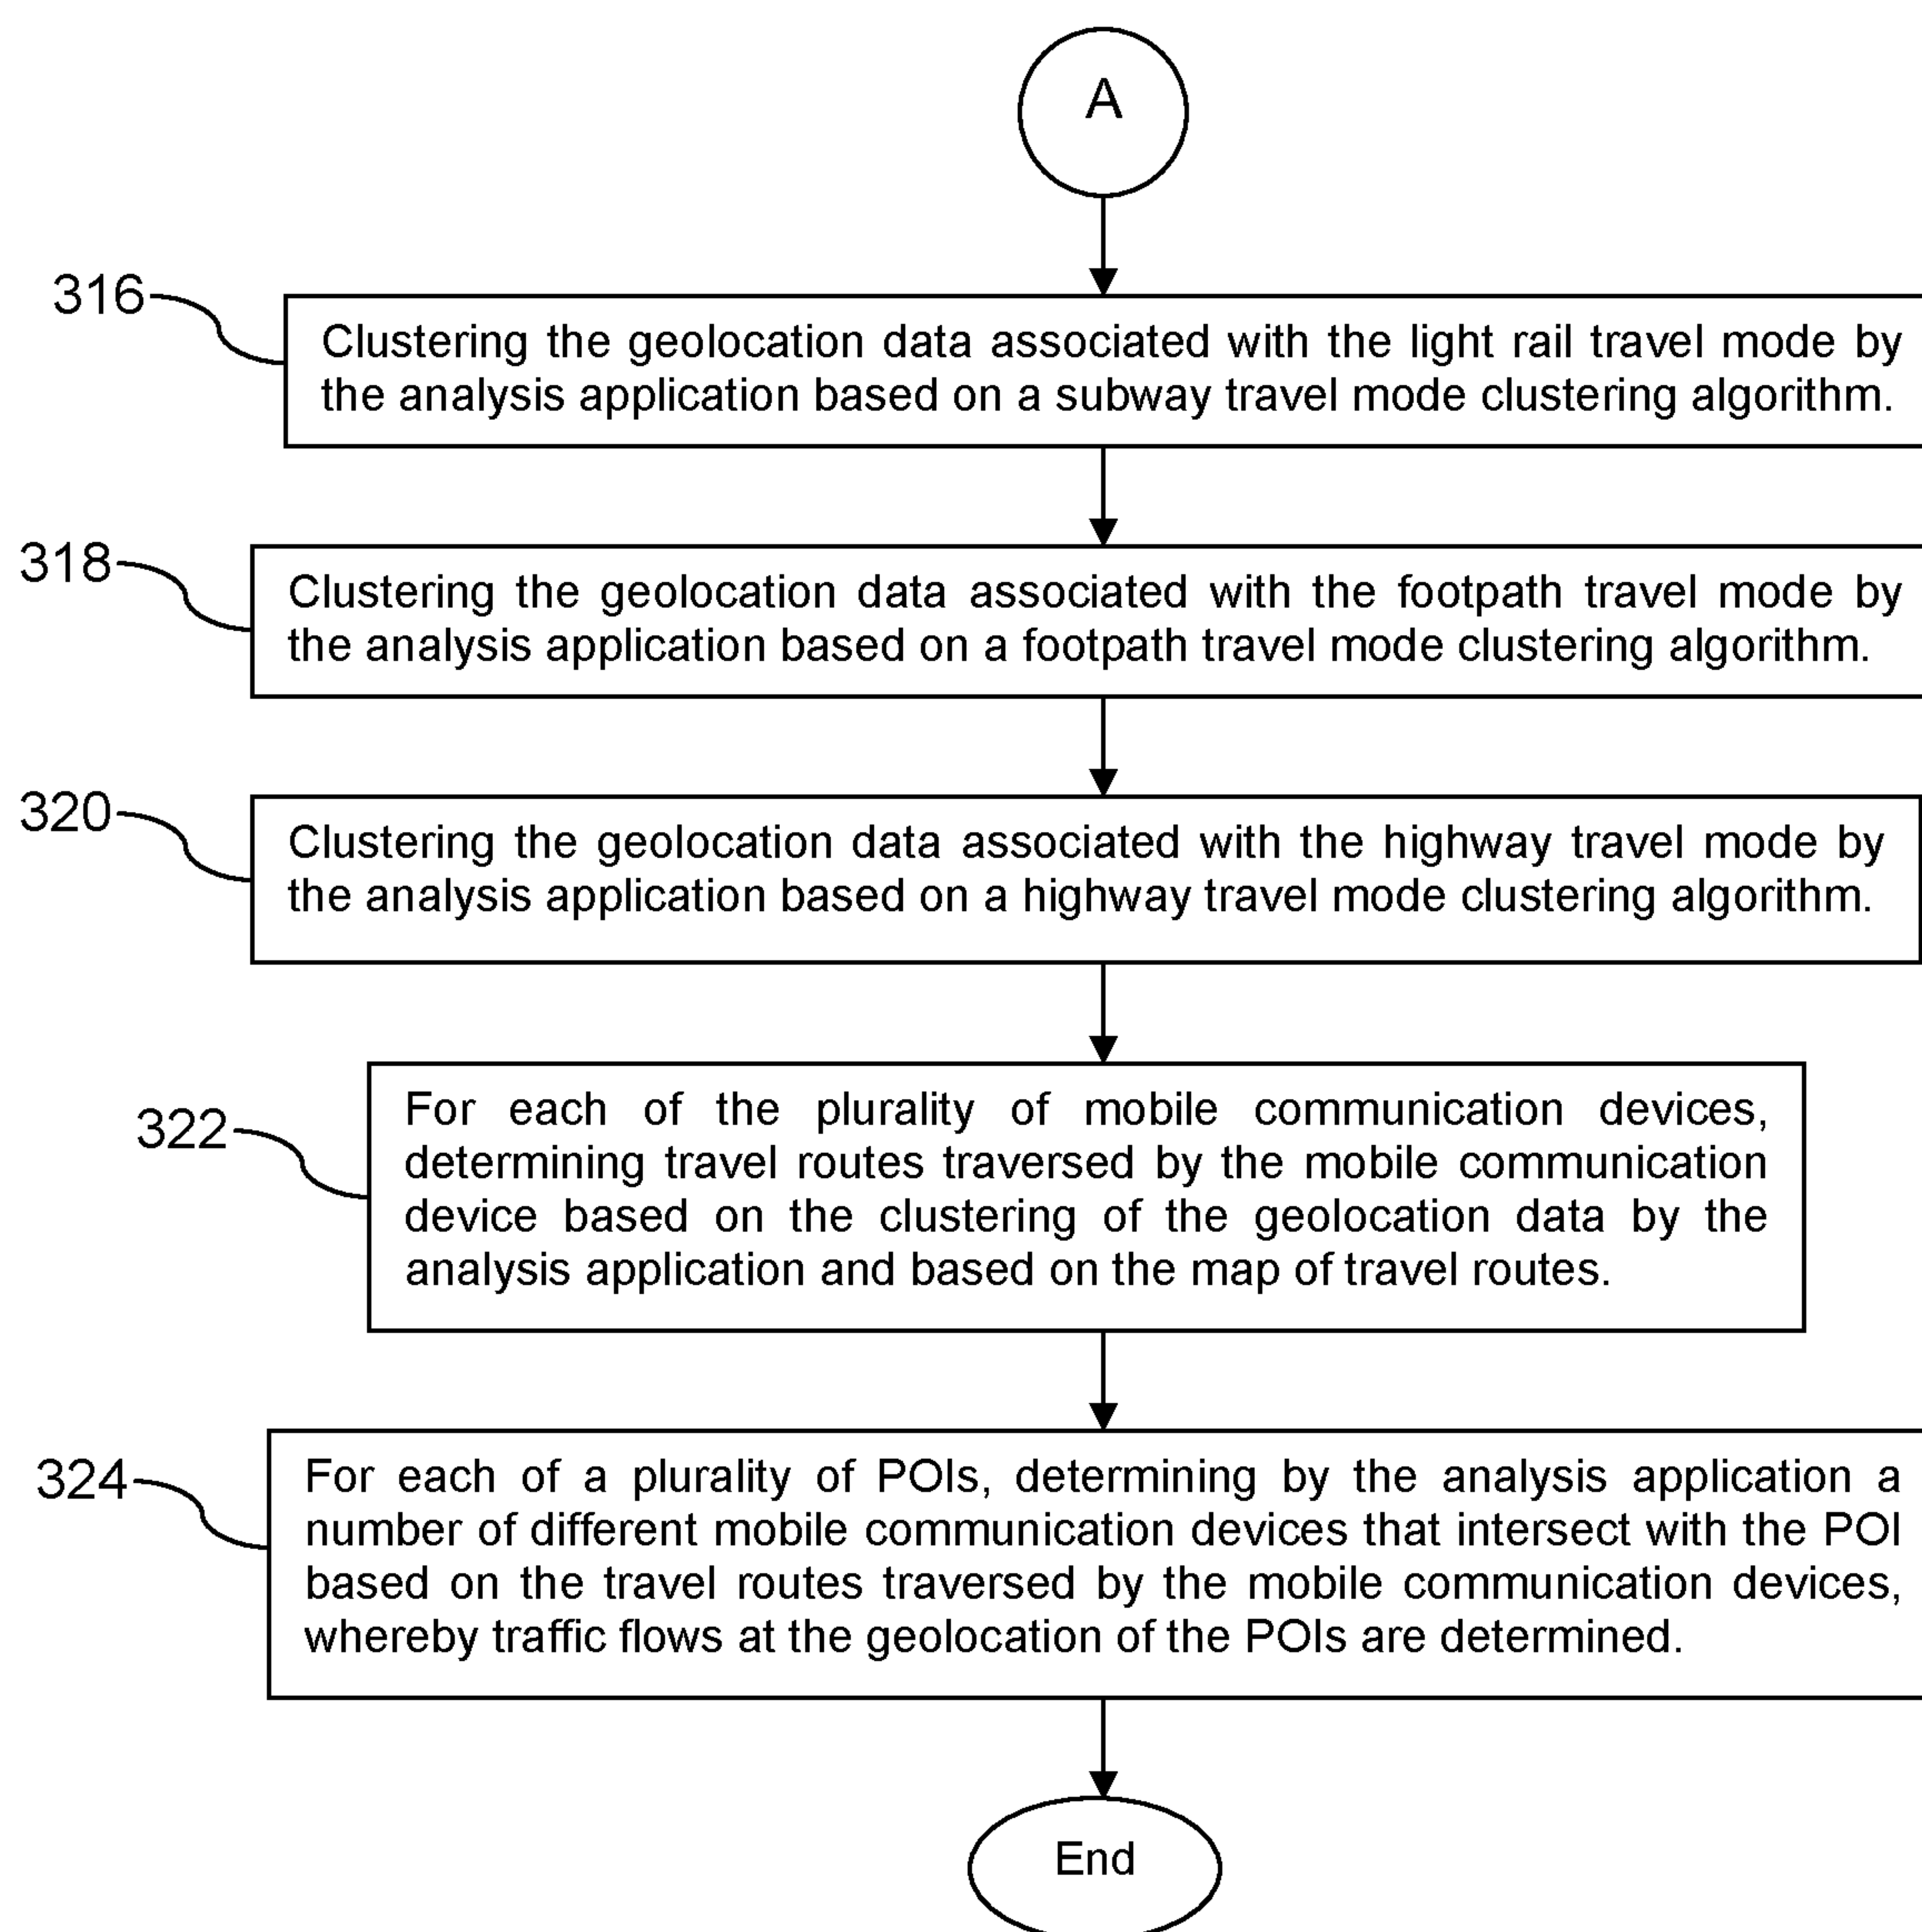 A
316
Clustering the geolocation data associated with the light rail travel mode by
the analysis application based on a subway travel mode clustering algorithm.
318
Clustering the geolocation data associated with the footpath travel mode by
the analysis application based on a footpath travel mode clustering algorithm.
320
Clustering the geolocation data associated with the highway travel mode by
the analysis application based on a highway travel mode clustering algorithm.
322
For each of the plurality of mobile communication devices,
determining travel routes traversed by the mobile communication
device based on the clustering of the geolocation data by the
analysis application and based on the map of travel routes.
324
For each of a plurality of POIs, determining by the analysis application a
number of different mobile communication devices that intersect with the POI
based on the travel routes traversed by the mobile communication devices,
whereby traffic flows at the geolocation of the POIs are determined.
End